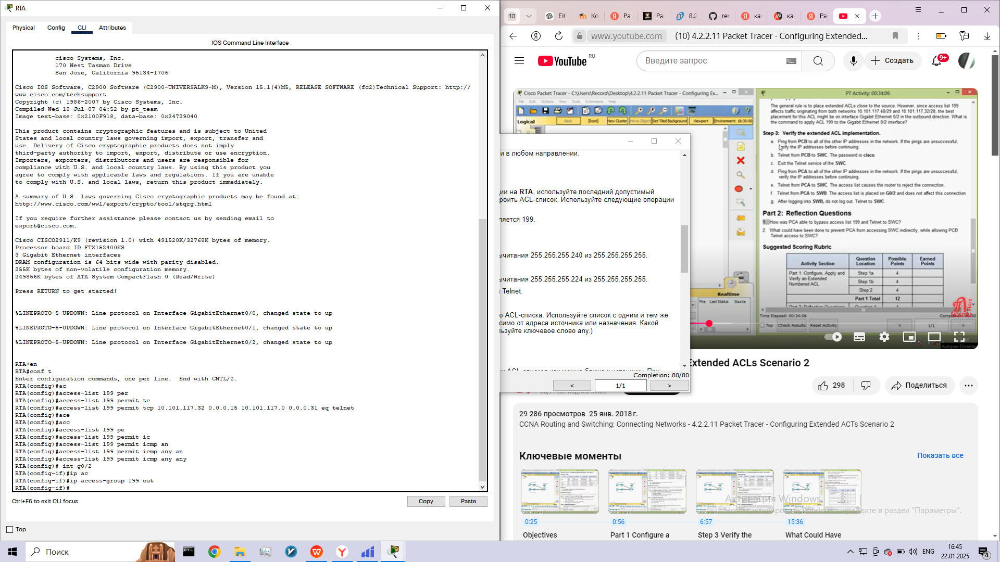 RTA
Physical
Config
CLI
Attributes
IOS Command Line Interface
cisco Systems, Inc.
170 West Tasman Drive
San Jose, California 95134-1706
Cisco IOS Software, C2900 Software (C2900-UNIVERSALK9-M), Version 15.1(4)M5, RELEASE SOFTWARE (fc2)Technical Support: http://
www.cisco.com/techsupport
Copyright (c) 1986-2007 by Cisco Systems, Inc.
Compiled Wed 18-Jul-07 04:52 by pt_team
Image text-base: 0x2100F918, data-base: 0x24729040
This product contains cryptographic features and is subject to United
States and local country laws governing import, export, transfer and
use. Delivery of Cisco cryptographic products does not imply
third-party authority to import, export, distribute or use encryption.
Importers, exporters, distributors and users are responsible for
compliance with U.S. and local country laws. By using this product you
agree to comply with applicable laws and regulations. If you are unable
to comply with U.S. and local laws, return this product immediately.
A summary of U.S. laws governing Cisco cryptographic products may be found at:
http://www.cisco.com/wwl/export/crypto/tool/stqrg.html
If you require further assistance please contact us by sending email to
export@cisco.com.
Cisco CISCO2911/K9 (revision 1.0) with 491520K/32768K bytes of memory.
Processor board ID FTX152400KS
3 Gigabit Ethernet interfaces
DRAM configuration is 64 bits wide with parity disabled.
255K bytes of non-volatile configuration memory.
249856K bytes of ATA System CompactFlash 0 (Read/Write)
Press RETURN to get started!
%LINEPROTO-5-UPDOWN: Line protocol on Interface GigabitEthernet0/0, changed state to up
%LINEPROTO-5-UPDOWN: Line protocol on Interface GigabitEthernet0/1, changed state to up
%LINEPROTO-5-UPDOWN: Line protocol on Interface GigabitEthernet0/2, changed state to up
RTA>en
RTA#conf t
Enter configuration commands, one per line.  End with CNTL/Z.
RTA(config)#ac
RTA(config)#access-list 199 per
RTA(config)#access-list 199 permit tc
RTA(config)#access-list 199 permit tcp 10.101.117.32 0.0.0.15 10.101.117.0 0.0.0.31 eq telnet
RTA(config)#ace
RTA(config)#acc
RTA(config)#access-list 199 pe
RTA(config)#access-list 199 permit ic
RTA(config)#access-list 199 permit icmp an
RTA(config)#access-list 199 permit icmp any an
RTA(config)#access-list 199 permit icmp any any
RTA(config)# int g0/2
RTA(config-if)#ip ac
RTA(config-if)#ip access-group 199 out
RTA(config-if)#
Ctrl+F6 to exit CLI focus
Copy
Paste
Top
10
EIC
Ко
Ра
Ра
8.2
rer
ка
ка
Ра
www.youtube.com
(10) 4.2.2.11 Packet Tracer - Configuring Extended...
YouTube RU
Введите запрос
Создать
9+
Cisco Packet Tracer - C:\Users\Record\Desktop\4.2.2.11 Packet Tracer - Configuring Ex...
File Edit Options View Tools Extensions Help
Logical
Back
[Root]
New Cluster
Move Object
Set Tiled Background
Viewport
Environment: 18:30:00
PT Activity: 00:34:06
The general rule is to place extended ACLs close to the source. However, since access list 199
affects traffic originating from both networks 10.101.117.48/29 and 10.101.117.32/28, the best
placement for this ACL might be on interface Gigabit Ethernet 0/2 in the outbound direction. What is
the command to apply ACL 199 to the Gigabit Ethernet 0/2 interface?
Step 3: Verify the extended ACL implementation.
a. Ping from PCB to all of the other IP addresses in the network. If the pings are unsuccessful,
verify the IP addresses before continuing.
b. Telnet from PCB to SWC. The password is cisco.
c. Exit the Telnet service of the SWC.
d. Ping from PCA to all of the other IP addresses in the network. If the pings are unsuccessful,
verify the IP addresses before continuing.
e. Telnet from PCA to SWC. The access list causes the router to reject the connection.
f. Telnet from PCA to SWB. The access list is placed on G0/2 and does not affect this connection.
g. After logging into SWB, do not log out. Telnet to SWC.
Part 2: Reflection Questions
1. How was PCA able to bypass access list 199 and Telnet to SWC?
2. What could have been done to prevent PCA from accessing SWC indirectly, while allowing PCB
Telnet access to SWC?
Suggested Scoring Rubric
Activity Section
Question Location
Possible Points
Earned Points
Part 1: Configure, Apply and Verify an Extended Numbered ACL
Step 1a 4
Step 1b 4
Step 2 4
Part 1 Total 12
Time Elapsed: 00:34:06
Top
Check Results
Reset Activity
<
1/1
>
Realtime
Fire Last Status Source
и в любом направлении.
ии на RTA, используйте последний допустимый
роить ACL-список. Используйте следующие операции
ляется 199.
ычитания 255.255.255.240 из 255.255.255.255.
ычитания 255.255.255.224 из 255.255.255.255.
Telnet.
о ACL-списка. Используйте список с одним и тем же
симо от адреса источника или назначения. Какой
льзуйте ключевое слово any.)
Completion: 80/80
<
1/1
>
Extended ACLs Scenario 2
298
Поделиться
29 286 просмотров 25 янв. 2018 г.
CCNA Routing and Switching: Connecting Networks - 4.2.2.11 Packet Tracer - Configuring Extended ACTs Scenario 2
Ключевые моменты
Показать все
0:25
0:56
6:57
15:36
Objectives
Part 1 Configure a
Step 3 Verify the
What Could Have
Активация Windows
Поиск
ENG
16:45
22.01.2025
4